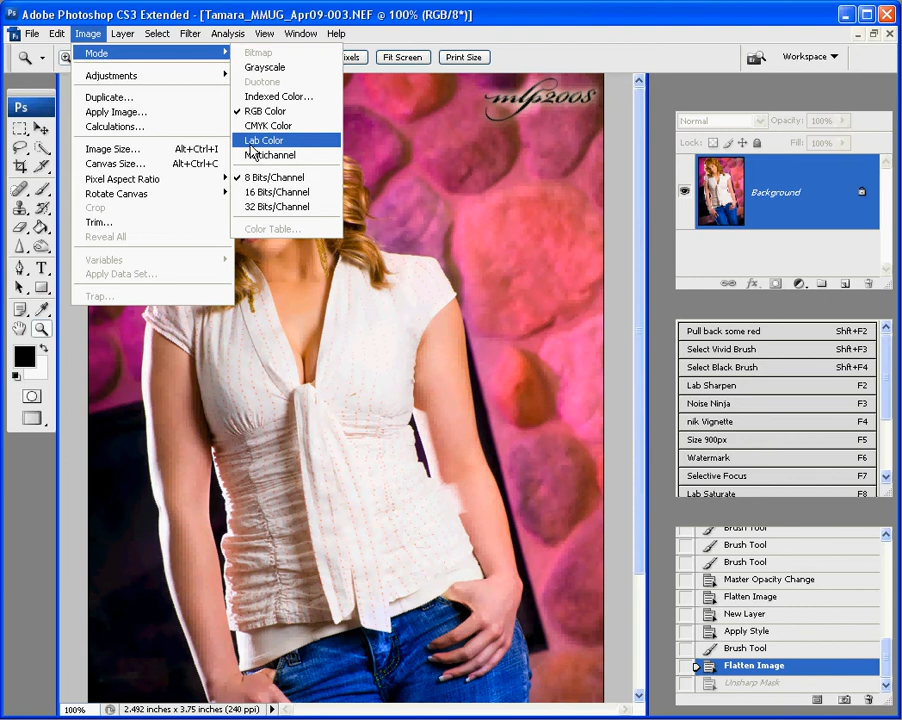 Adobe Photoshop CS3 Extended - [Tamara_MMUG_Apr09-003.NEF @ 100% (RGB/8*)]
File Edit Image Layer Select Filter Analysis View Window Help
Fit Screen Print Size Workspace
Mode
Adjustments
Duplicate...
Apply Image...
Calculations...
Image Size... Alt+Ctrl+I
Canvas Size... Alt+Ctrl+C
Pixel Aspect Ratio
Rotate Canvas
Crop
Trim...
Reveal All
Variables
Apply Data Set...
Trap...
Bitmap
Grayscale
Duotone
Indexed Color...
RGB Color
CMYK Color
Lab Color
Multichannel
8 Bits/Channel
16 Bits/Channel
32 Bits/Channel
Color Table...
mlp2008
Ps
Normal Opacity: 100%
Lock: Fill: 100%
Background
Pull back some red Shft+F2
Select Vivid Brush Shft+F3
Select Black Brush Shft+F4
Lab Sharpen F2
Noise Ninja F3
nik Vignette F4
Size 900px F5
Watermark F6
Selective Focus F7
Lab Saturate F8
Brush Tool
Brush Tool
Brush Tool
Master Opacity Change
Flatten Image
New Layer
Apply Style
Brush Tool
Flatten Image
Unsharp Mask
100% 2.492 inches x 3.75 inches (240 ppi)